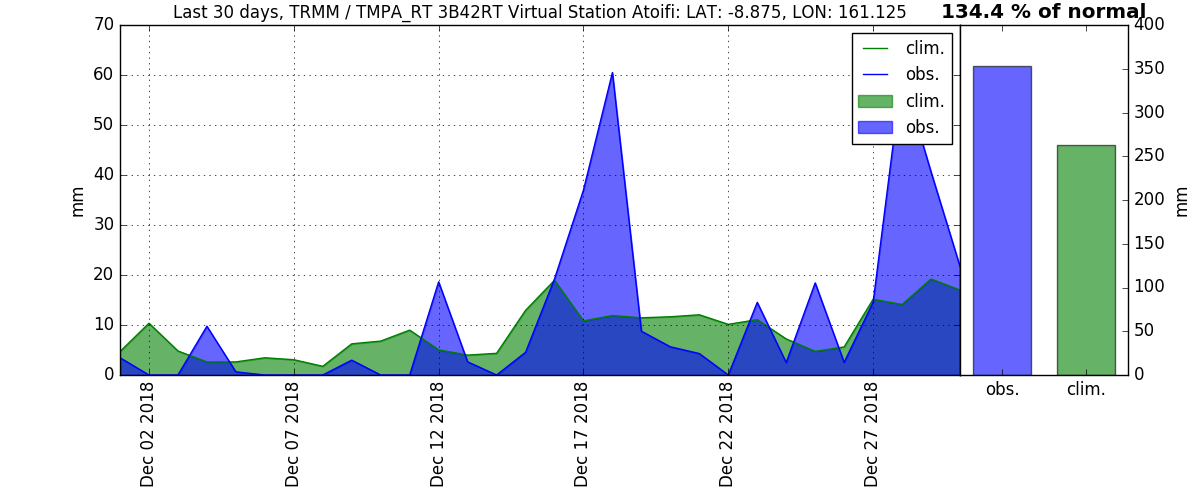 Last 30 days, TRMM / TMPA_RT 3B42RT Virtual Station Atoifi: LAT: -8.875, LON: 161.125
134.4 % of normal
70
60
50
40
30
20
10
0
mm
clim.
obs.
clim.
obs.
Dec 02 2018
Dec 07 2018
Dec 12 2018
Dec 17 2018
Dec 22 2018
Dec 27 2018
400
350
300
250
200
150
100
50
0
mm
obs.
clim.